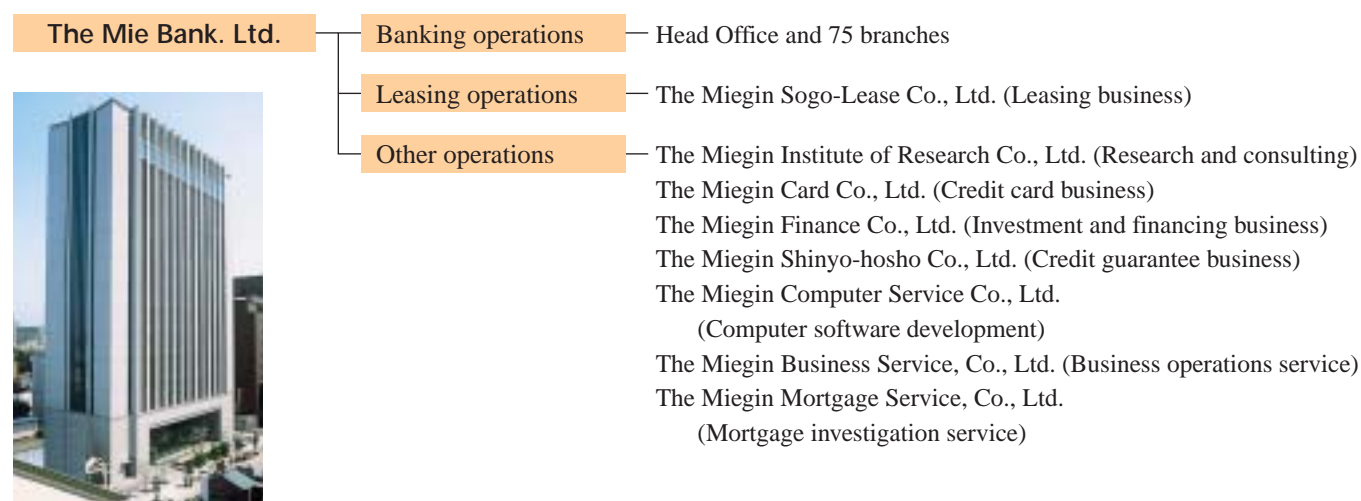 The Mie Bank. Ltd.
Banking operations
Head Office and 75 branches
Leasing operations
The Miegin Sogo-Lease Co., Ltd. (Leasing business)
Other operations
The Miegin Institute of Research Co., Ltd. (Research and consulting)
The Miegin Card Co., Ltd. (Credit card business)
The Miegin Finance Co., Ltd. (Investment and financing business)
The Miegin Shinyo-hosho Co., Ltd. (Credit guarantee business)
The Miegin Computer Service Co., Ltd.
(Computer software development)
The Miegin Business Service, Co., Ltd. (Business operations service)
The Miegin Mortgage Service, Co., Ltd.
(Mortgage investigation service)